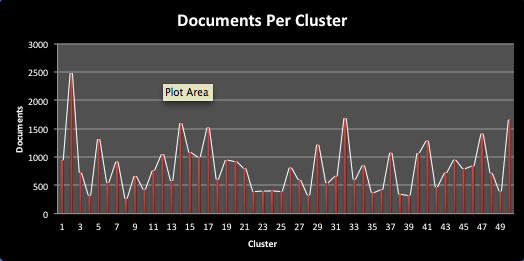 Documents Per Cluster
3000
2500
2000
1500
1000
500
0
Documents
Plot Area
1 3 5 7 9 11 13 15 17 19 21 23 25 27 29 31 33 35 37 39 41 43 45 47 49
Cluster